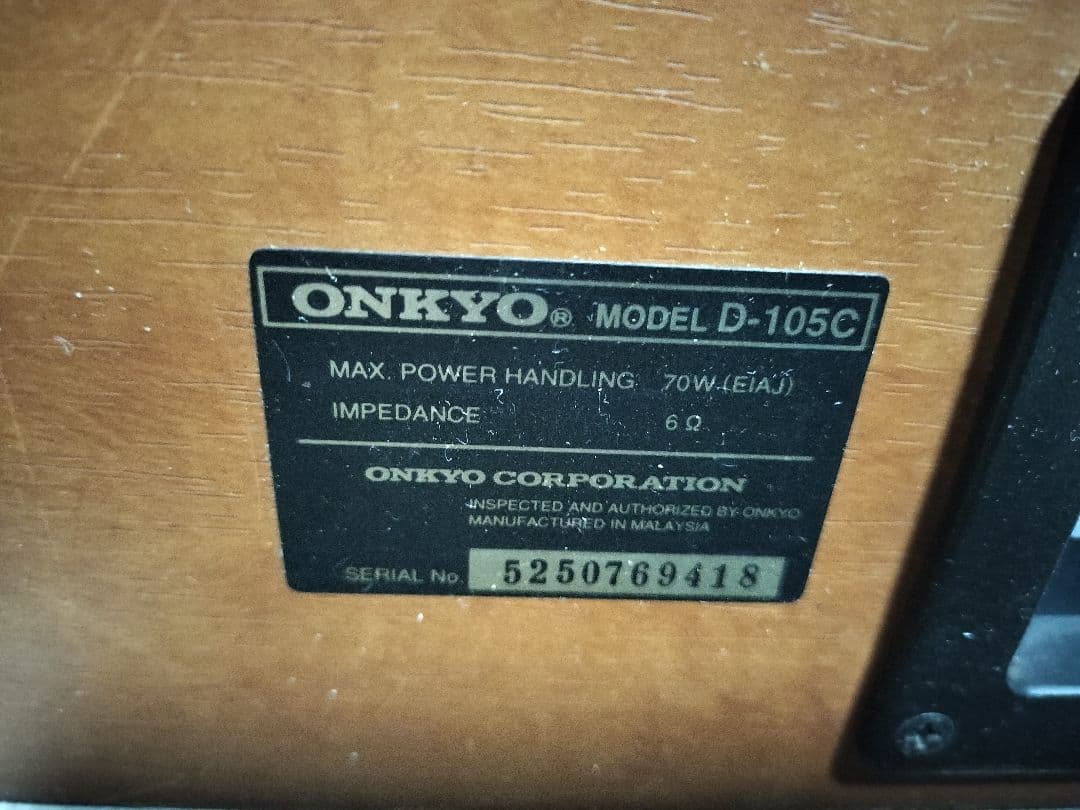 ONKYO® MODEL D-105C
MAX. POWER HANDLING 70W (EIAJ)
IMPEDANCE 6Ω
ONKYO CORPORATION
INSPECTED AND AUTHORIZED BY ONKYO
MANUFACTURED IN MALAYSIA
SERIAL No. 5250769418